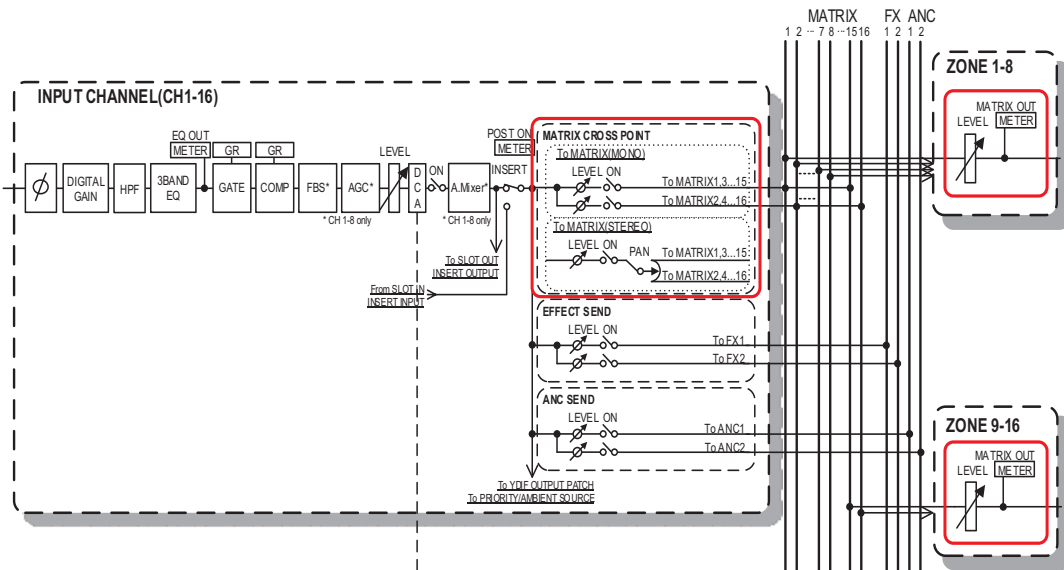 MATRIX FX ANC
1 2 ··· 7 8 ··· 15 16 1 2 1 2
INPUT CHANNEL(CH1-16)
EQ OUT
METER
GR
GR
LEVEL
ON
POST ON
METER
INSERT
Ø
DIGITAL
GAIN
HPF
3BAND
EQ
GATE
COMP
FBS*
AGC*
D
C
A
A.Mixer*
* CH 1-8 only
* CH 1-8 only
To SLOT OUT
INSERT OUTPUT
From SLOT IN
INSERT INPUT
MATRIX CROSS POINT
To MATRIX(MONO)
LEVEL ON
To MATRIX1,3...15
To MATRIX2,4...16
To MATRIX(STEREO)
LEVEL ON PAN
To MATRIX1,3...15
To MATRIX2,4...16
EFFECT SEND
LEVEL ON
To FX1
To FX2
ANC SEND
LEVEL ON
To ANC1
To ANC2
To YDIF OUTPUT PATCH
To PRIORITY/AMBIENT SOURCE
ZONE 1-8
MATRIX OUT
LEVEL METER
ZONE 9-16
MATRIX OUT
LEVEL METER